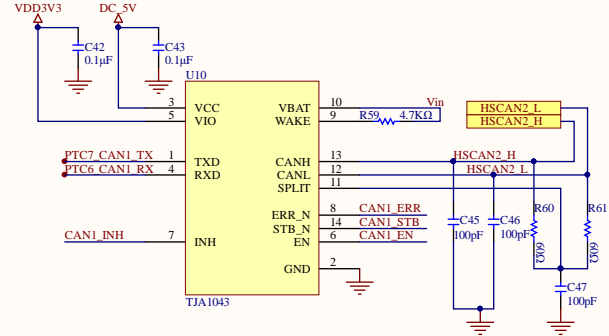 VDD3V3 DC_5V
C42 C43
0.1μF 0.1μF
U10
3 VCC VBAT 10 Vin
5 VIO WAKE 9 R59 4.7KΩ
HSCAN2_L
HSCAN2_H
PTC7_CAN1_TX 1 TXD CANH 13 HSCAN2_H
PTC6_CAN1_RX 4 RXD CANL 12 HSCAN2_L
SPLIT 11
ERR_N 8 CAN1_ERR
STB_N 14 CAN1_STB
CAN1_INH 7 INH EN 6 CAN1_EN
GND 2
TJA1043
C45 C46 R60 R61
100pF 100pF 60Ω 60Ω
C47
100pF